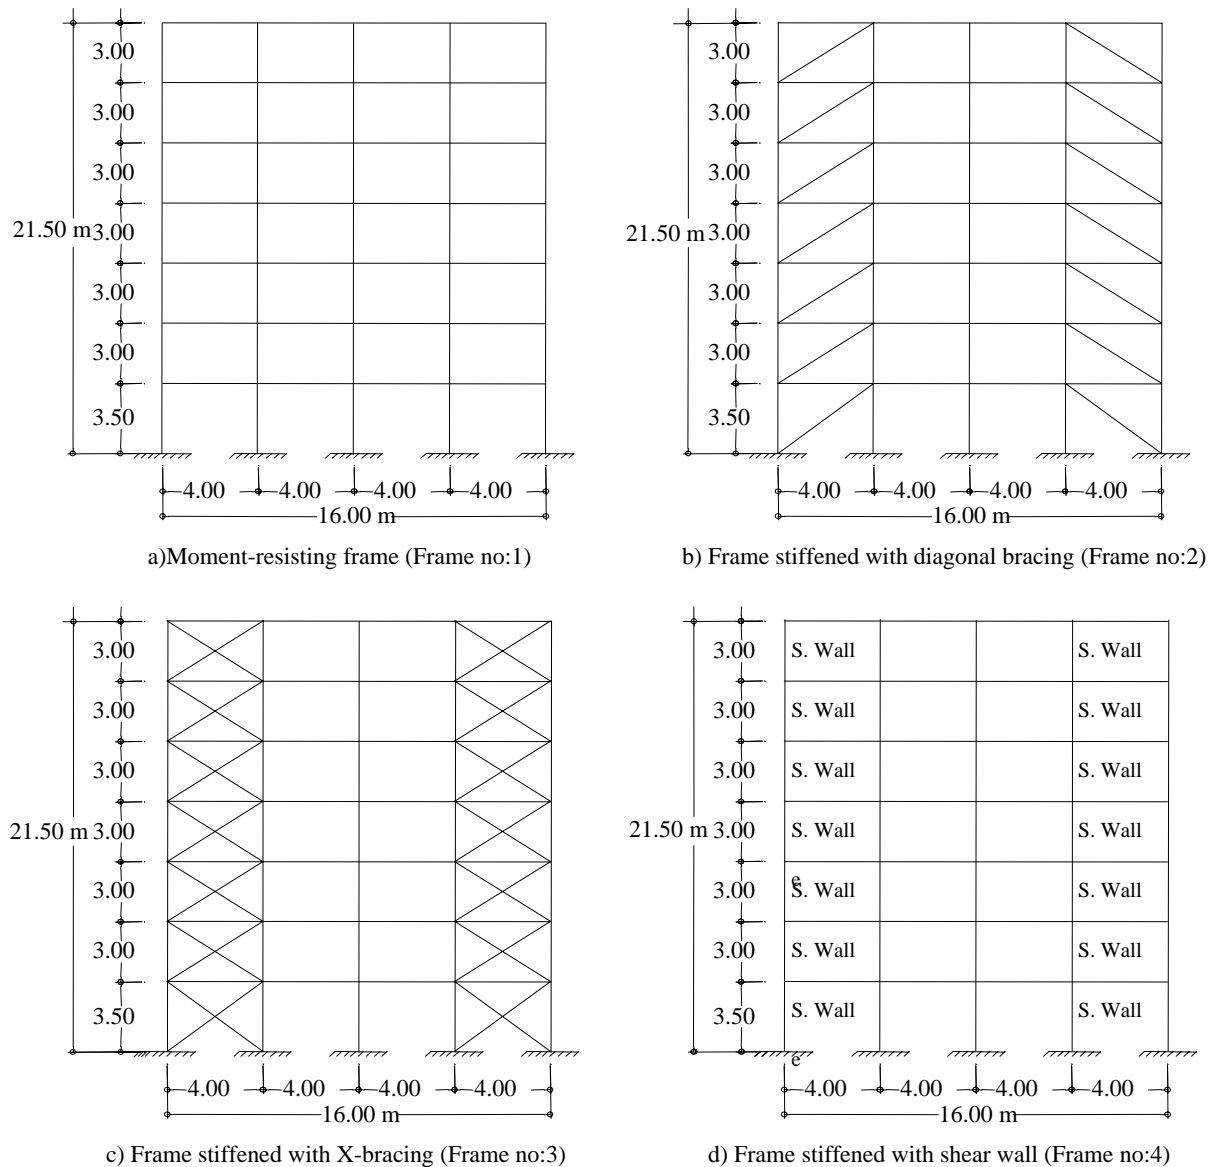 3.00
3.00
3.00
21.50 m 3.00
3.00
3.00
3.50
4.00 4.00 4.00 4.00
16.00 m
a)Moment-resisting frame (Frame no:1)
3.00
3.00
3.00
21.50 m 3.00
3.00
3.00
3.50
4.00 4.00 4.00 4.00
16.00 m
b) Frame stiffened with diagonal bracing (Frame no:2)
3.00
3.00
3.00
21.50 m 3.00
3.00
3.00
3.50
4.00 4.00 4.00 4.00
16.00 m
c) Frame stiffened with X-bracing (Frame no:3)
3.00 S. Wall S. Wall
3.00 S. Wall S. Wall
3.00 S. Wall S. Wall
21.50 m 3.00 S. Wall S. Wall
e
3.00 S. Wall S. Wall
3.00 S. Wall S. Wall
3.50 S. Wall S. Wall
e
4.00 4.00 4.00 4.00
16.00 m
d) Frame stiffened with shear wall (Frame no:4)